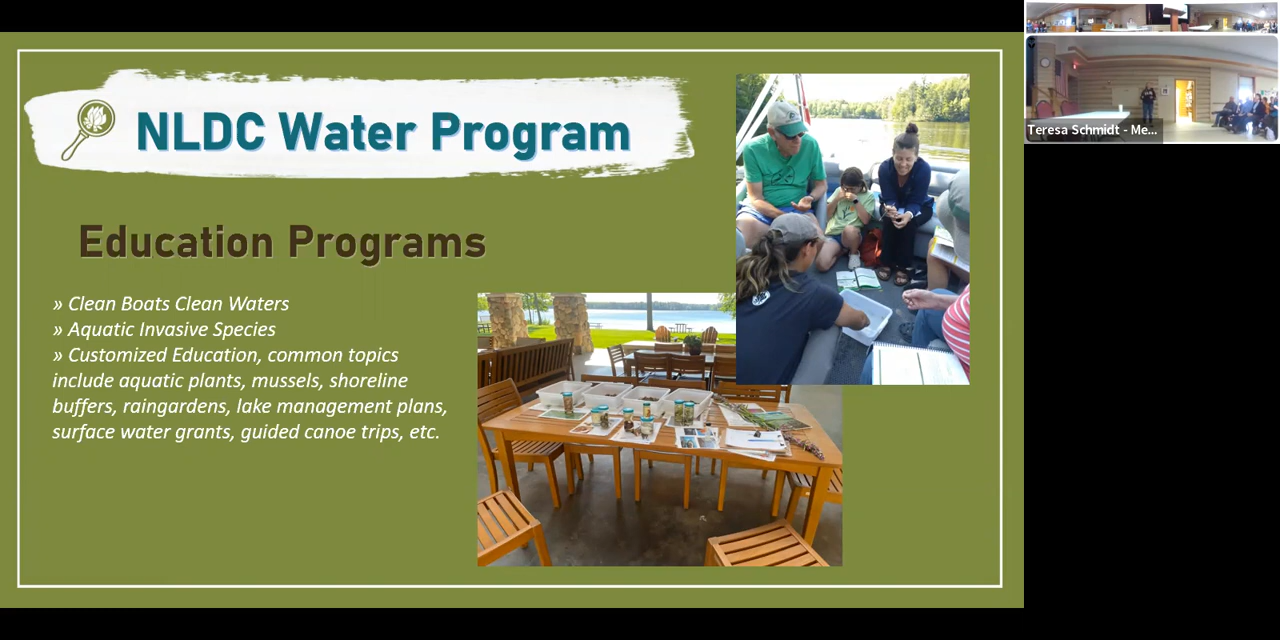 NLDC Water Program
Education Programs
» Clean Boats Clean Waters
» Aquatic Invasive Species
» Customized Education, common topics
include aquatic plants, mussels, shoreline
buffers, raingardens, lake management plans,
surface water grants, guided canoe trips, etc.
Teresa Schmidt - Me...